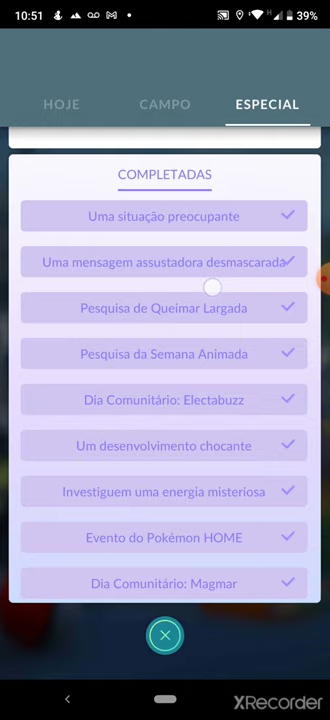 10:51
H
39%
HOJE
CAMPO
ESPECIAL
COMPLETADAS
Uma situação preocupante
Uma mensagem assustadora desmascarada
Pesquisa de Queimar Largada
Pesquisa da Semana Animada
Dia Comunitário: Electabuzz
Um desenvolvimento chocante
Investiguem uma energia misteriosa
Evento do Pokémon HOME
Dia Comunitário: Magmar
XRecorder